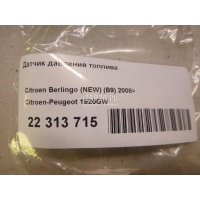 Датчик давления топлива
Citroen Berlingo (NEW) (B9) 2008>
Citroen-Peugeot 1920GW
22 313 715